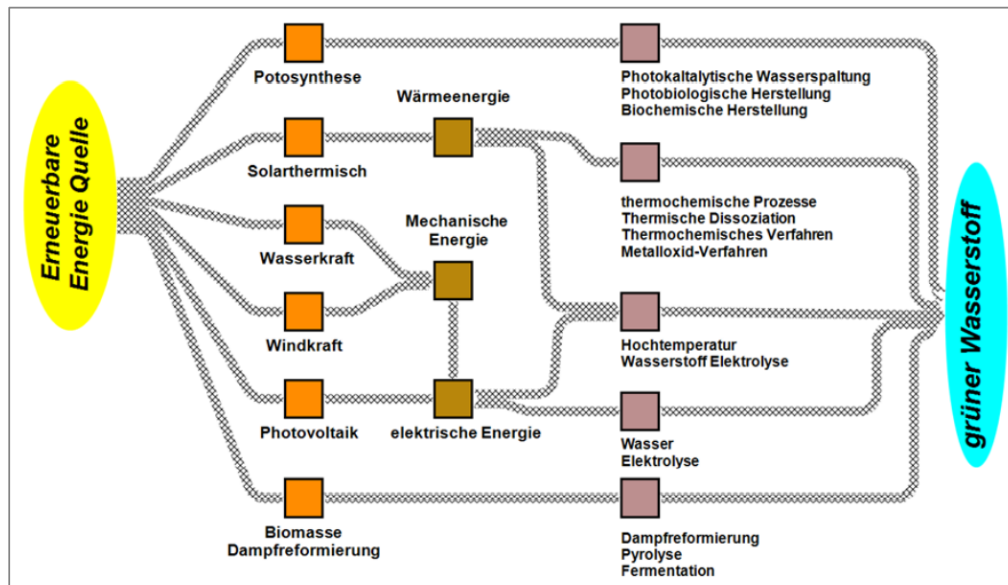 Erneuerbare
Energie Quelle
Potosynthese
Solarthermisch
Wasserkraft
Windkraft
Photovoltaik
Biomasse
Dampfreformierung
Wärmeenergie
Mechanische
Energie
elektrische Energie
Photokaltalytische Wasserspaltung
Photobiologische Herstellung
Biochemische Herstellung
thermochemische Prozesse
Thermische Dissoziation
Thermochemisches Verfahren
Metalloxid-Verfahren
Hochtemperatur
Wasserstoff Elektrolyse
Wasser
Elektrolyse
Dampfreformierung
Pyrolyse
Fermentation
grüner Wasserstoff